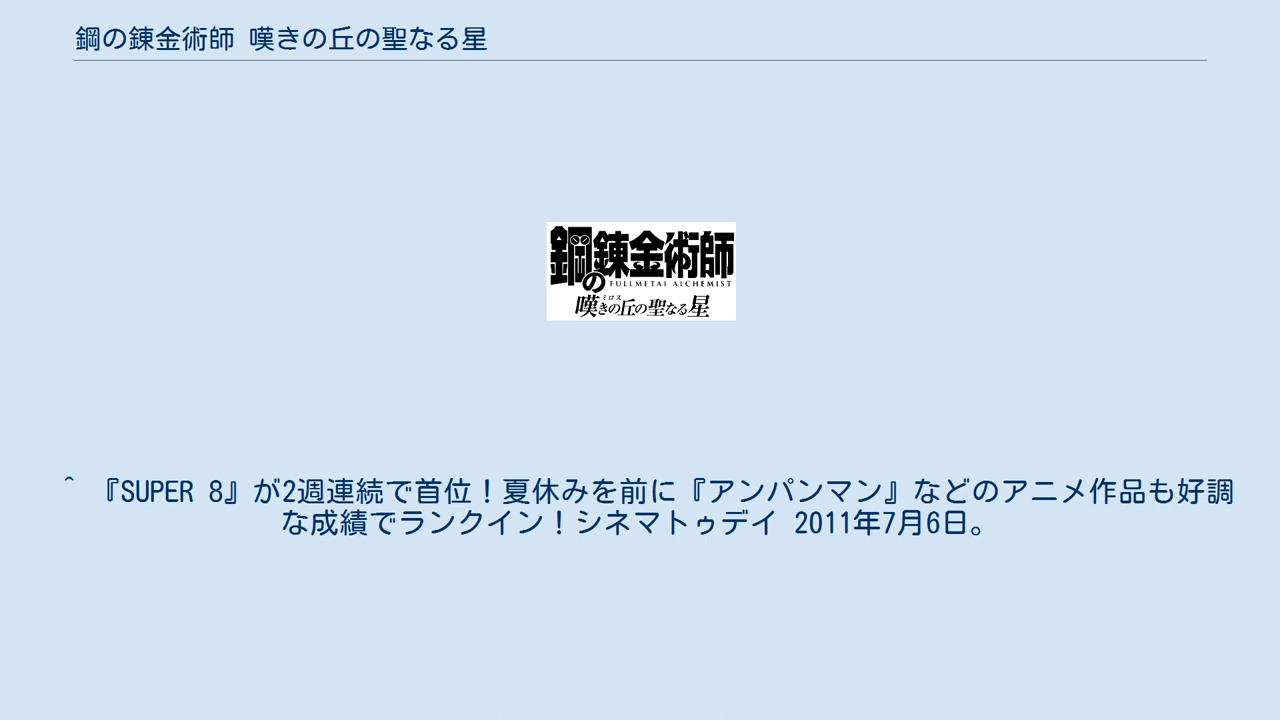 鋼の錬金術師 嘆きの丘の聖なる星
鋼の錬金術師
FULLMETAL ALCHEMIST
ミロス
嘆きの丘の聖なる星
^ 『SUPER 8』が2週連続で首位！夏休みを前に『アンパンマン』などのアニメ作品も好調
な成績でランクイン！シネマトゥデイ 2011年7月6日。